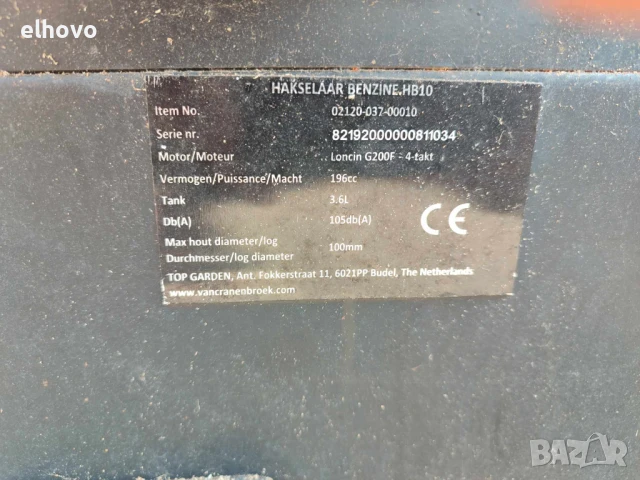 elhovo
HAKSELAAR BENZINE HB10
Item No. 02120-037-00010
Serie nr. 82192000000811034
Motor/Moteur Loncin G200F - 4-takt
Vermogen/Puissance/Macht 196cc
Tank 3.6L
Db(A) 105db(A)
CE
Max hout diameter/log
Durchmesser/log diameter 100mm
TOP GARDEN, Ant. Fokkerstraat 11, 6021PP Budel, The Netherlands
www.vancranenbroek.com
BAZAR